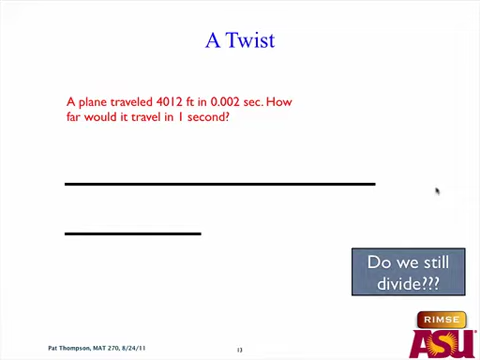 A Twist
A plane traveled 4012 ft in 0.002 sec. How
far would it travel in 1 second?
Do we still
divide???
RIMSE
ASU
Pat Thompson, MAT 270, 8/24/11
13